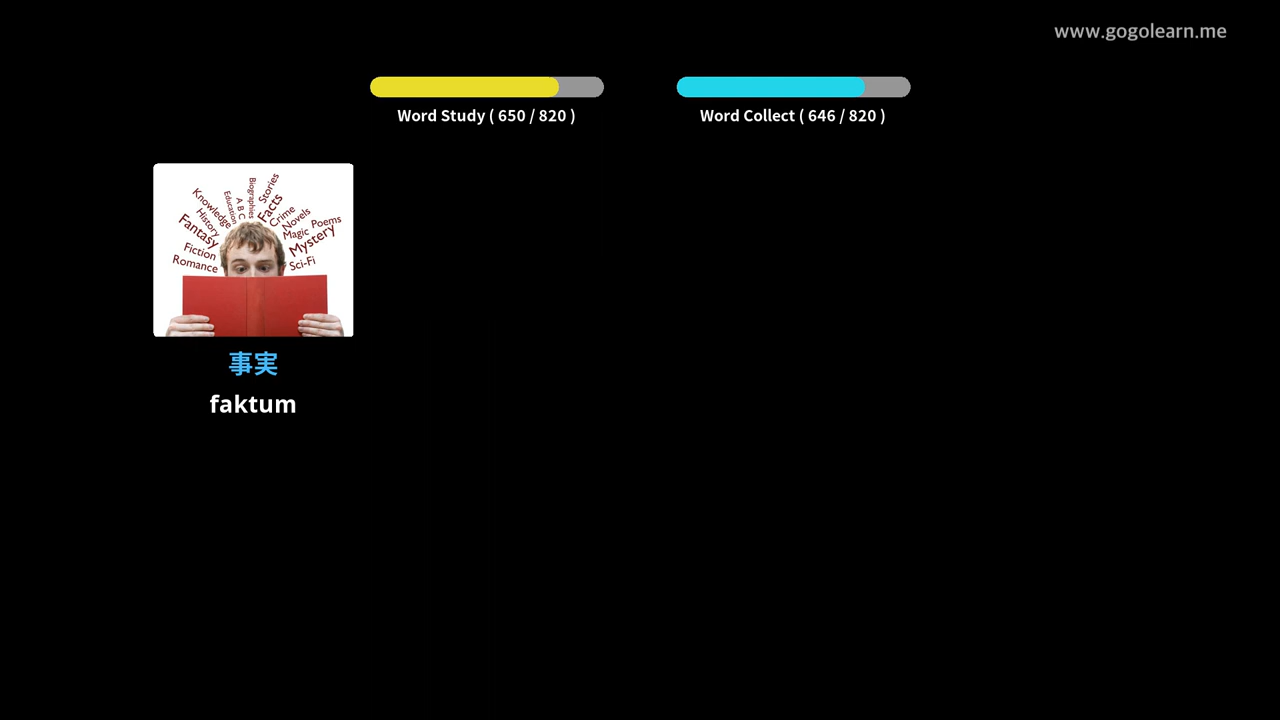 www.gogolearn.me
Word Study ( 650 / 820 )
Word Collect ( 646 / 820 )
Knowledge
History
Fantasy
Fiction
Romance
Education
A B C
Biographies
Stories
Facts
Crime
Novels
Magic
Poems
Mystery
Sci-Fi
事実
faktum